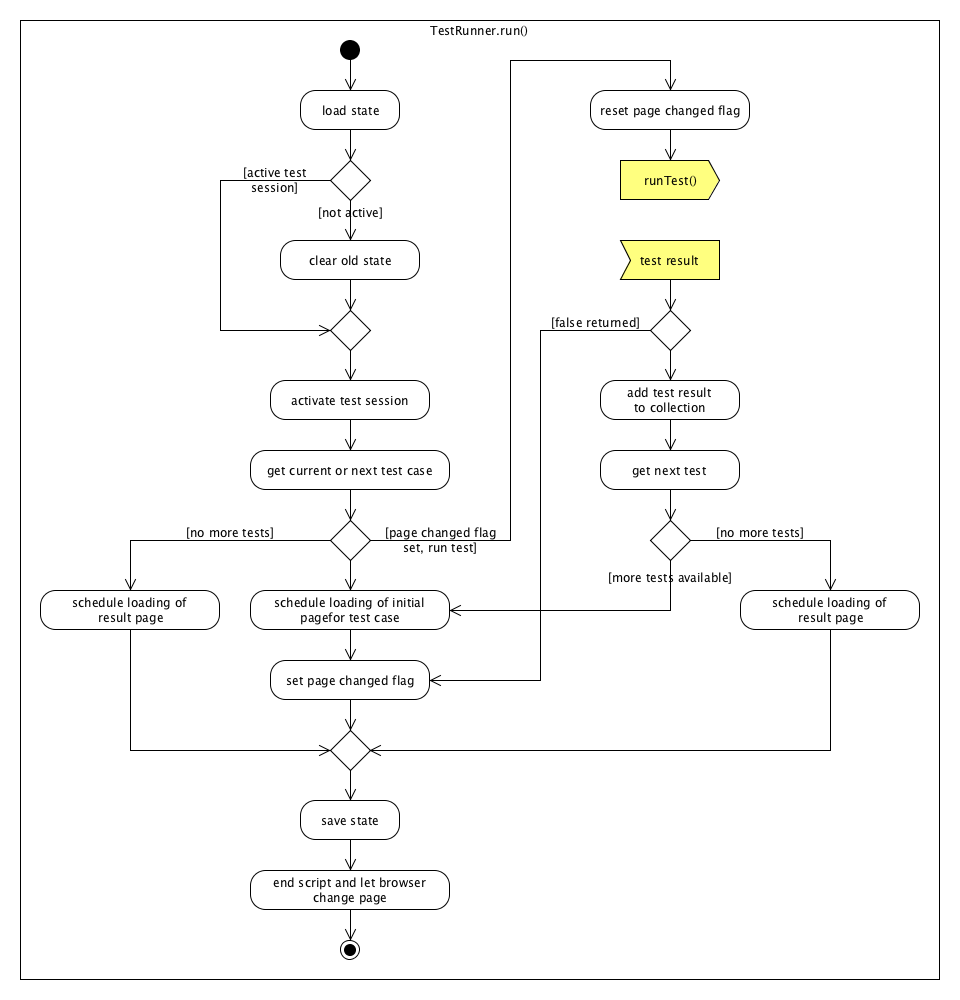 TestRunner.run()
load state
reset page changed flag
[active test
session]
runTest()
[not active]
clear old state
test result
[false returned]
activate test session
add test result
to collection
get current or next test case
get next test
[no more tests]
[page changed flag
set, run test]
[no more tests]
[more tests available]
schedule loading of
result page
schedule loading of initial
pagefor test case
schedule loading of
result page
set page changed flag
save state
end script and let browser
change page